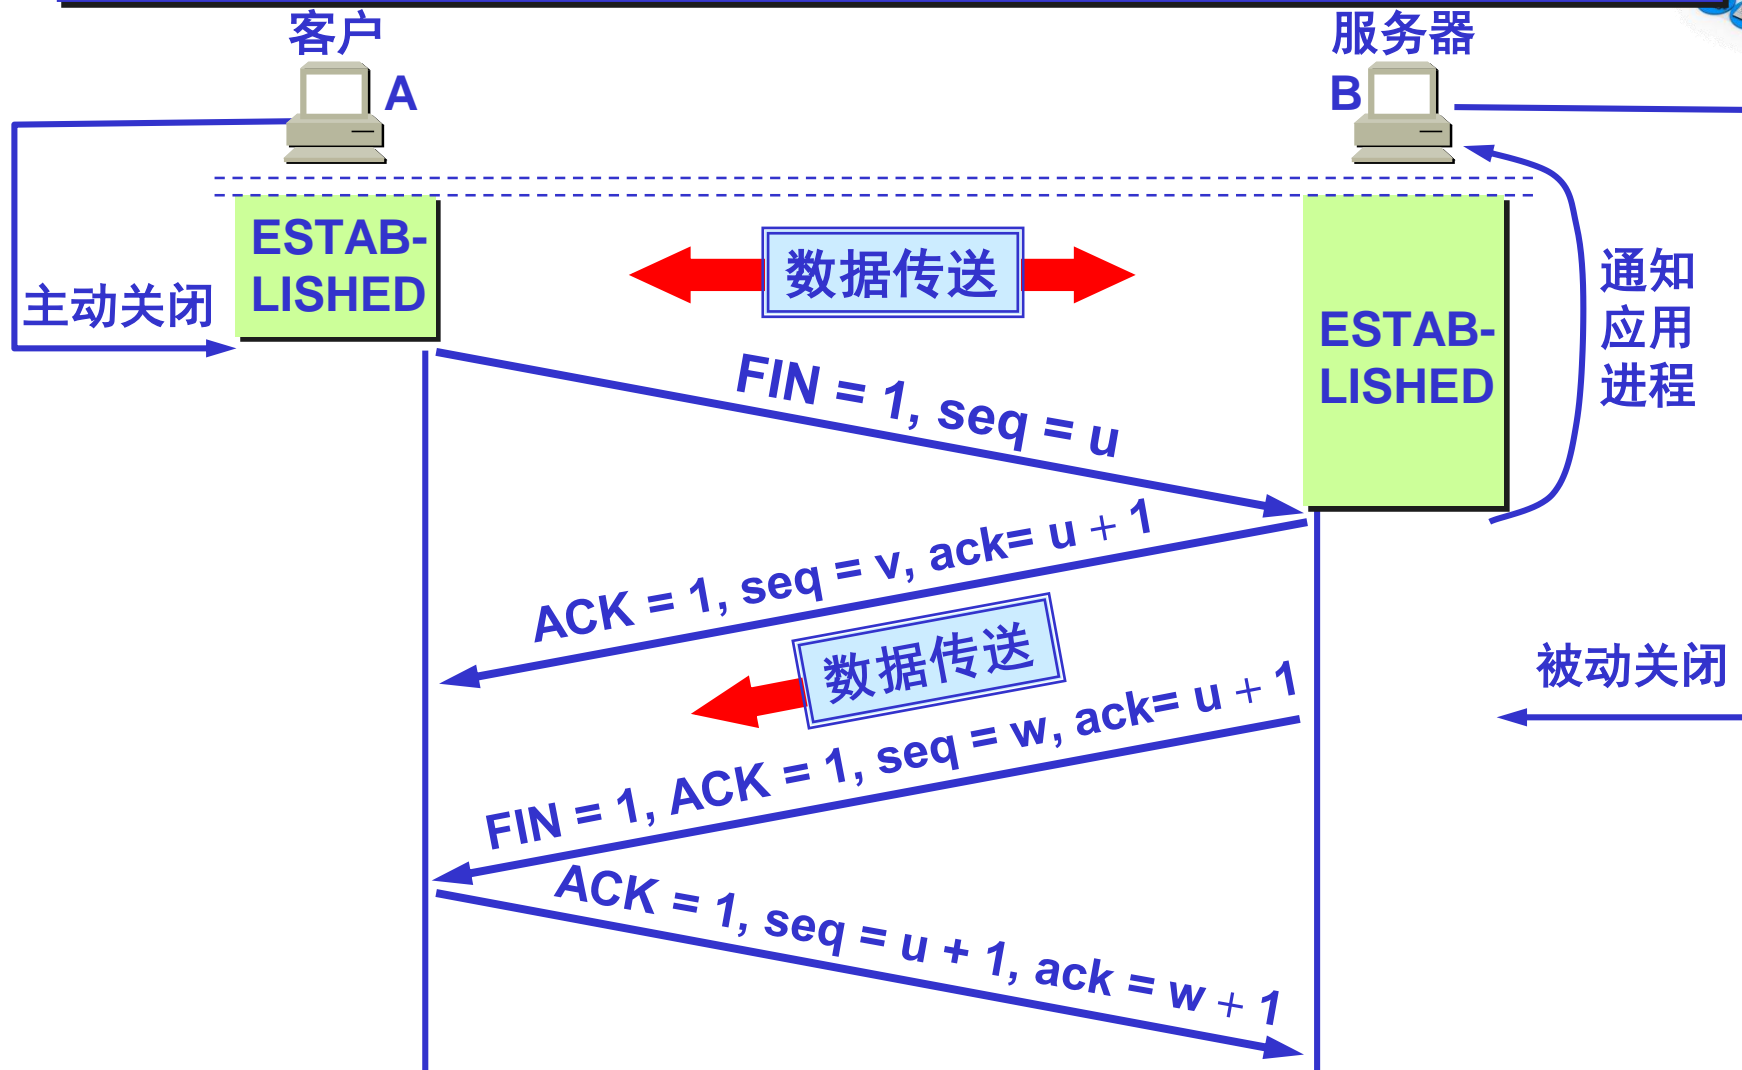 客户
服务器
A
B
ESTAB-
LISHED
数据传送
通知
应用
进程
主动关闭
ESTAB-
LISHED
FIN = 1, seq = u
ACK = 1, seq = v, ack= u + 1
数据传送
被动关闭
FIN = 1, ACK = 1, seq = w, ack= u + 1
ACK = 1, seq = u + 1, ack = w + 1